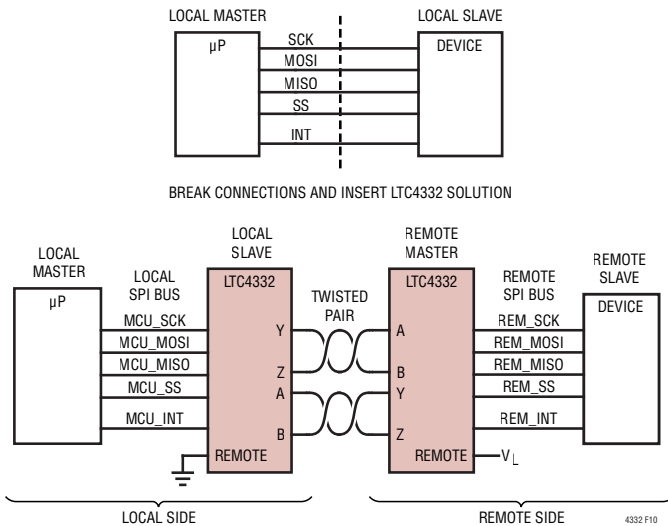 LOCAL MASTER
LOCAL SLAVE
µP
SCK
MOSI
MISO
SS
INT
DEVICE
BREAK CONNECTIONS AND INSERT LTC4332 SOLUTION
LOCAL
MASTER
LOCAL
SPI BUS
LOCAL
SLAVE
REMOTE
MASTER
REMOTE
SPI BUS
REMOTE
SLAVE
µP
MCU_SCK
MCU_MOSI
MCU_MISO
MCU_SS
MCU_INT
LTC4332
Y
Z
A
B
REMOTE
TWISTED
PAIR
LTC4332
A
B
Y
Z
REMOTE
VL
REM_SCK
REM_MOSI
REM_MISO
REM_SS
REM_INT
DEVICE
LOCAL SIDE
REMOTE SIDE
4332 F10